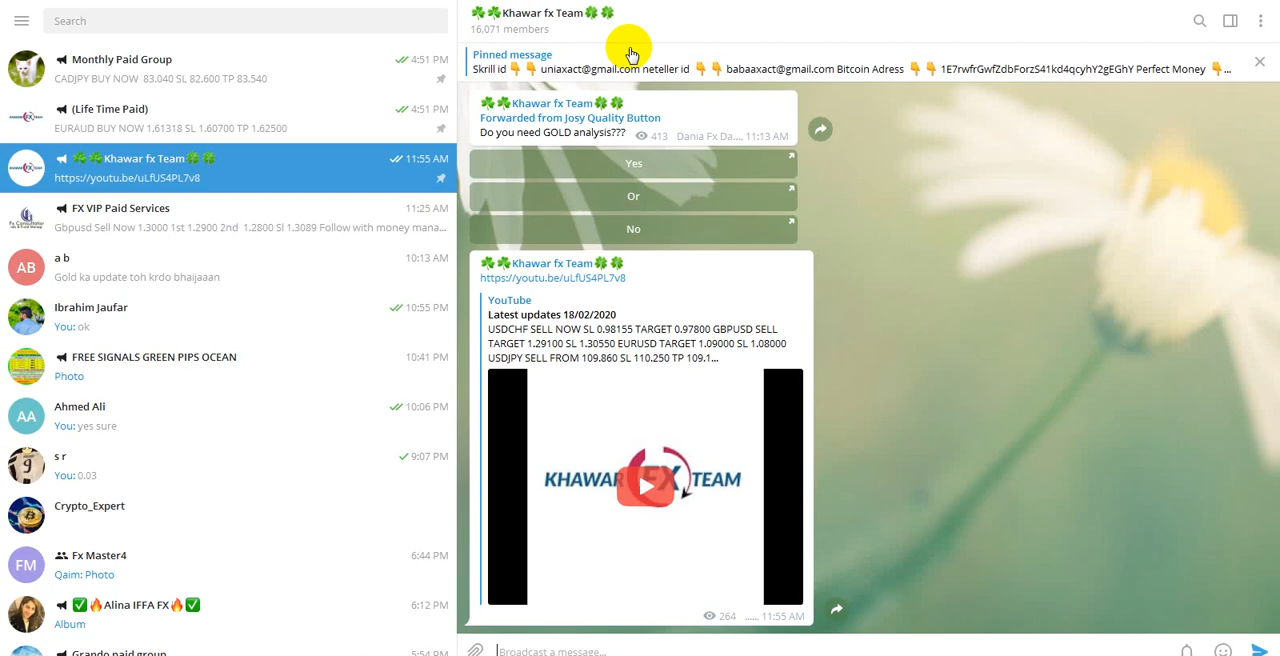 Search
Monthly Paid Group
4:51 PM
CADJPY BUY NOW 83.040 SL 82.600 TP 83.540
(Life Time Paid)
4:51 PM
EURAUD BUY NOW 1.61318 SL 1.60700 TP 1.62500
🍀🍀Khawar fx Team🍀🍀
11:55 AM
https://youtu.be/uLfUS4PL7v8
FX VIP Paid Services
11:25 AM
Gbpusd Sell Now 1.3000 1st 1.2900 2nd 1.2800 Sl 1.3089 Follow with money mana...
AB
a b
10:13 AM
Gold ka update toh krdo bhaijaaan
Ibrahim Jaufar
10:55 PM
You: ok
FREE SIGNALS GREEN PIPS OCEAN
10:41 PM
Photo
AA
Ahmed Ali
10:06 PM
You: yes sure
s r
9:07 PM
You: 0.03
Crypto_Expert
FM
Fx Master4
6:44 PM
Qaim: Photo
✅🔥Alina IFFA FX🔥✅
6:12 PM
Album
Grando paid group
5:54 PM
🍀🍀Khawar fx Team🍀🍀
16,071 members
Pinned message
Skrill id 👇👇 uniaxact@gmail.com neteller id 👇👇 babaaxact@gmail.com Bitcoin Adress 👇👇 1E7rwfrGwfZdbForzS41kd4qcyhY2gEGhY Perfect Money 👇...
🍀🍀Khawar fx Team🍀🍀
Forwarded from Josy Quality Button
Do you need GOLD analysis???
413 Dania Fx Da..., 11:13 AM
Yes
Or
No
🍀🍀Khawar fx Team🍀🍀
https://youtu.be/uLfUS4PL7v8
YouTube
Latest updates 18/02/2020
USDCHF SELL NOW SL 0.98155 TARGET 0.97800 GBPUSD SELL
TARGET 1.29100 SL 1.30550 EURUSD TARGET 1.09000 SL 1.08000
USDJPY SELL FROM 109.860 SL 110.250 TP 109.1...
KHAWAR FX TEAM
264 ....., 11:55 AM
Broadcast a message...